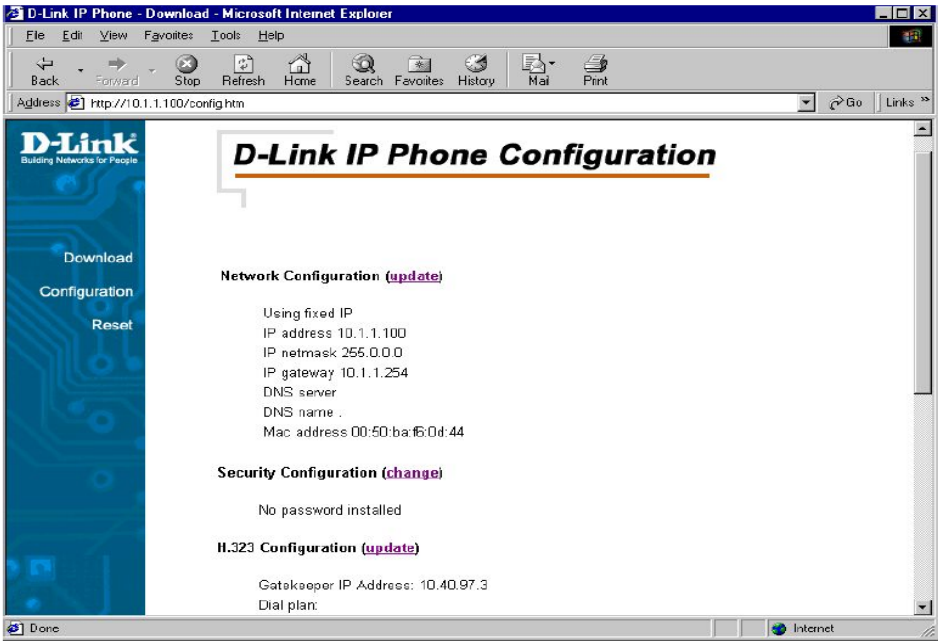 D-Link IP Phone - Download - Microsoft Internet Explorer
File Edit View Favorites Tools Help
Back Forward Stop Refresh Home Search Favorites History Mail Print
Address http://10.1.1.100/config.htm Go Links »
D-Link
Building Networks for People
D-Link IP Phone Configuration
Download
Configuration
Reset
Network Configuration (update)
Using fixed IP
IP address 10.1.1.100
IP netmask 255.0.0.0
IP gateway 10.1.1.254
DNS server
DNS name .
Mac address 00:50:ba:f6:0d:44
Security Configuration (change)
No password installed
H.323 Configuration (update)
Gatekeeper IP Address: 10.40.97.3
Dial plan:
Done Internet